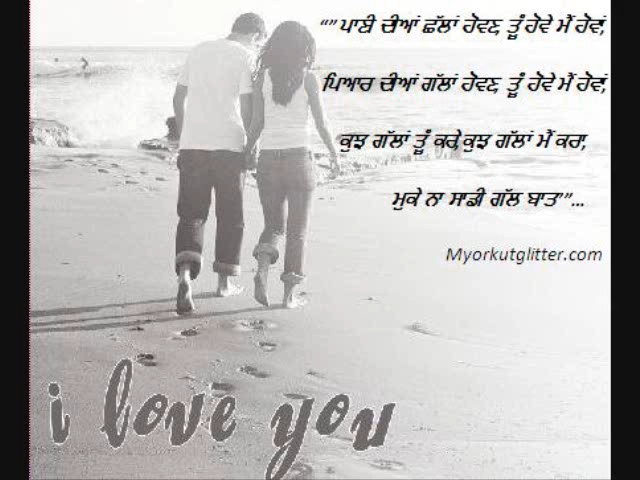 “” ਪਾਣੀ ਦੀਆਂ ਛੱਲਾਂ ਹੋਵਣ, ਤੂੰ ਹੋਵੇ ਮੈਂ ਹੋਵਾਂ,
ਪਿਆਰ ਦੀਆਂ ਗੱਲਾਂ ਹੋਵਣ, ਤੂੰ ਹੋਵੇ ਮੈਂ ਹੋਵਾਂ,
ਕੁਝ ਗੱਲਾਂ ਤੂੰ ਕਰੇ,ਕੁਝ ਗੱਲਾਂ ਮੈਂ ਕਰਾ,
ਮੁਕੇ ਨਾ ਸਾਡੀ ਗੱਲ ਬਾਤ””...
Myorkutglitter.com
i love you